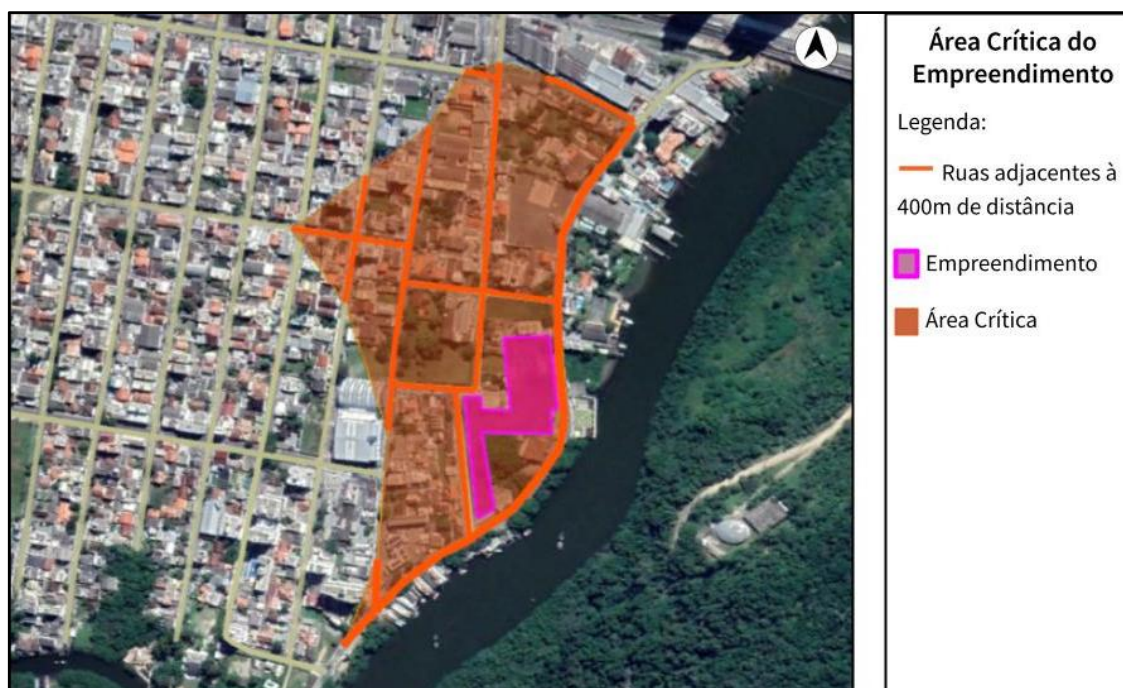 Área Crítica do
Empreendimento
Legenda:
Ruas adjacentes à
400m de distância
Empreendimento
Área Crítica